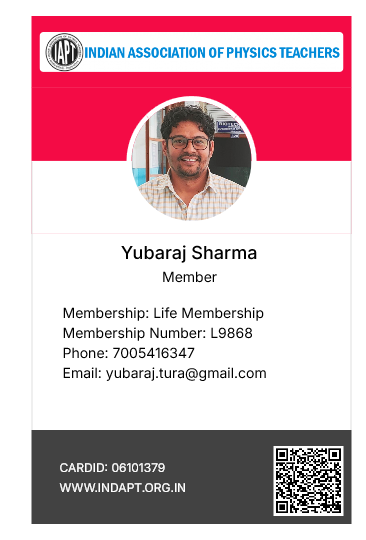 IAPT
INDIAN ASSOCIATION OF PHYSICS TEACHERS
Yubaraj Sharma
Member
Membership: Life Membership
Membership Number: L9868
Phone: 7005416347
Email: yubaraj.tura@gmail.com
CARDID: 06101379
WWW.INDAPT.ORG.IN